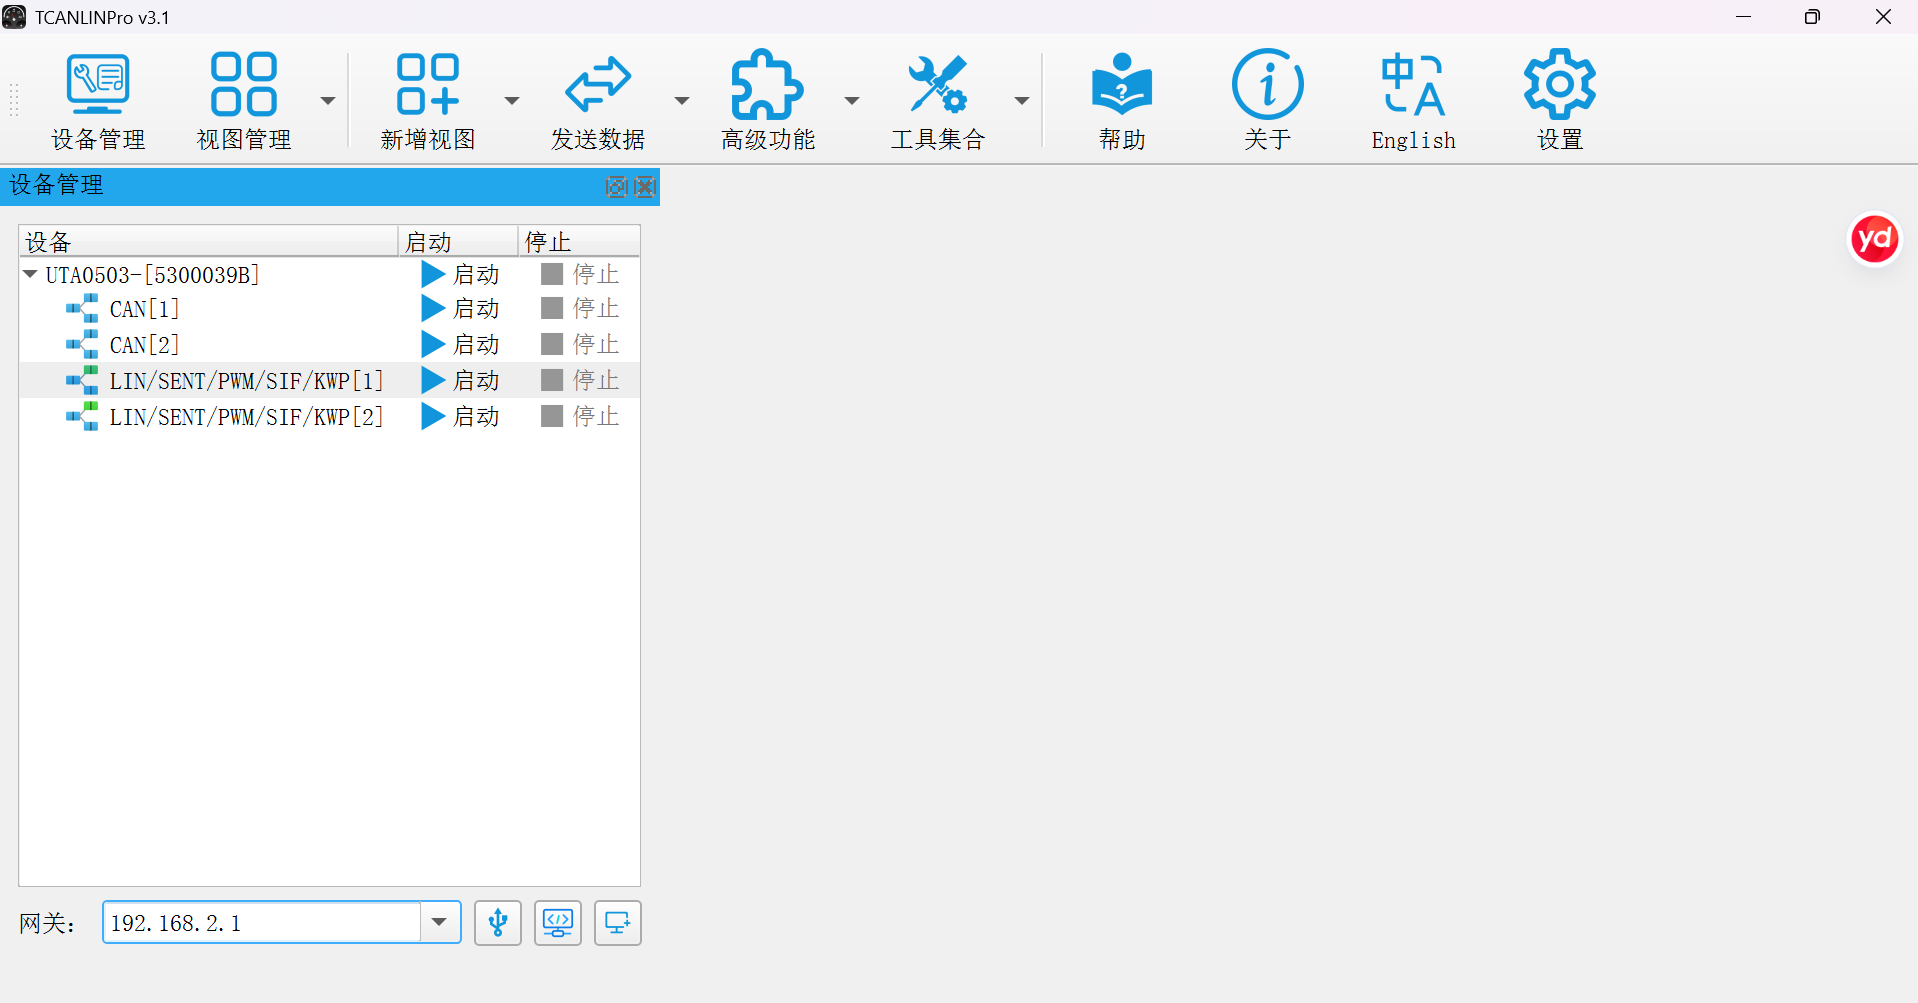 TCANLINPro v3.1
设备管理 视图管理 新增视图 发送数据 高级功能 工具集合 帮助 关于 English 设置
设备管理
yd
设备 启动 停止
UTA0503-[5300039B] 启动 停止
CAN[1] 启动 停止
CAN[2] 启动 停止
LIN/SENT/PWM/SIF/KWP[1] 启动 停止
LIN/SENT/PWM/SIF/KWP[2] 启动 停止
网关: 192.168.2.1